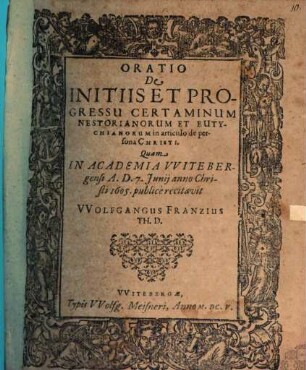 10.
ORATIO
De
INITIIS ET PRO-
GRESSU CERTAMINUM
NESTORIANORUM ET EUTY-
CHIANORUM in articulo de per-
sona CHRISTI.
Quam
IN ACADEMIA VVITEBER-
gensi A. D. 7. Junij anno Chri-
sti 1605. publicè recitavit
VVOLFGANGUS FRANZIUS
TH. D.
VVITEBERGÆ,
Typis VVolfg. Meisneri, Anno M. DC. V.